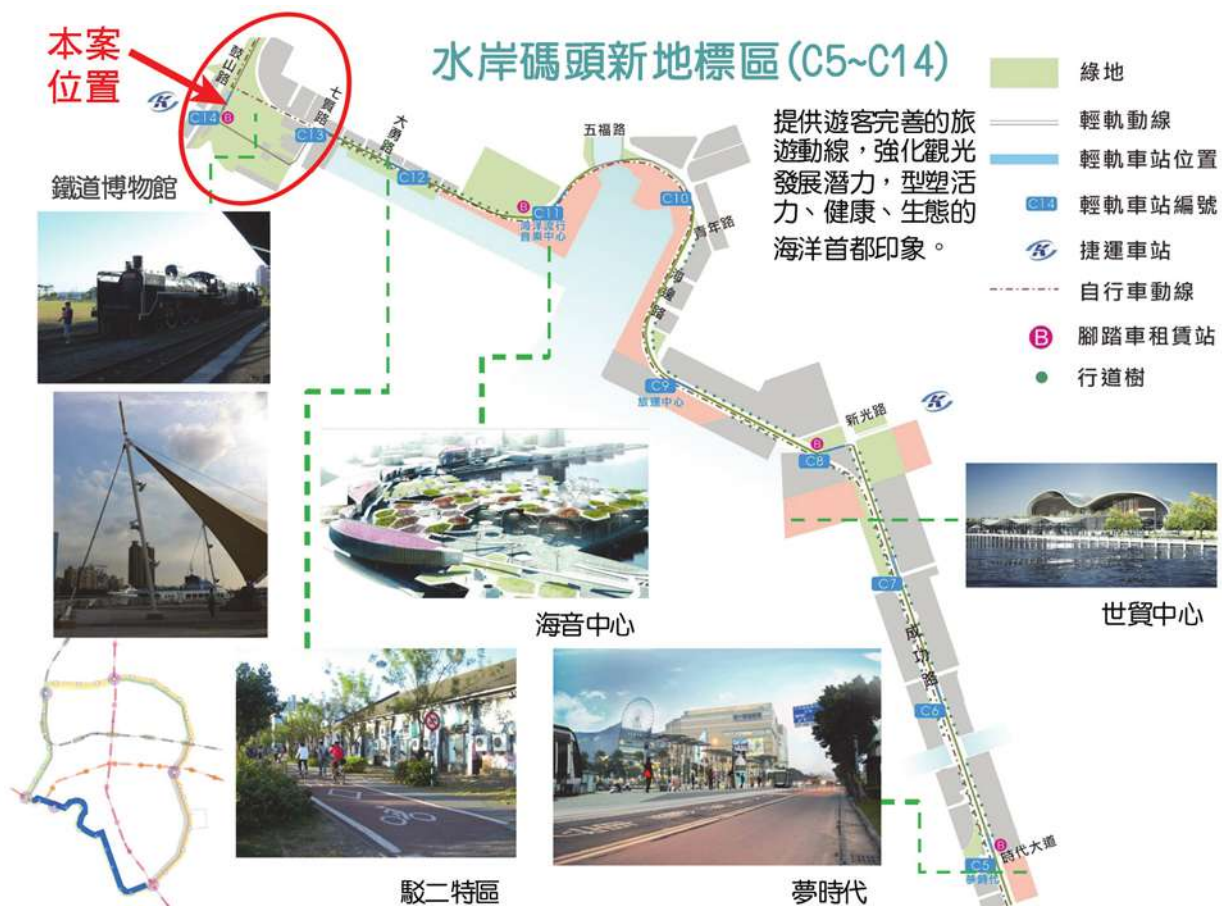 本案
位置
水岸碼頭新地標區(C5~C14)
提供遊客完善的旅
遊動線，強化觀光
發展潛力，型塑活
力、健康、生態的
海洋首都印象。
綠地
輕軌動線
輕軌車站位置
C14 輕軌車站編號
捷運車站
自行車動線
B 腳踏車租賃站
行道樹
鼓山路
七賢路
大勇路
五福路
青年路
海邊路
新光路
成功路
時代大道
C14
B
C13
C12
B
C11
海洋流行
音樂中心
C10
C9
旅運中心
B
C8
C7
C6
B
C5
夢時代
鐵道博物館
海音中心
世貿中心
駁二特區
夢時代